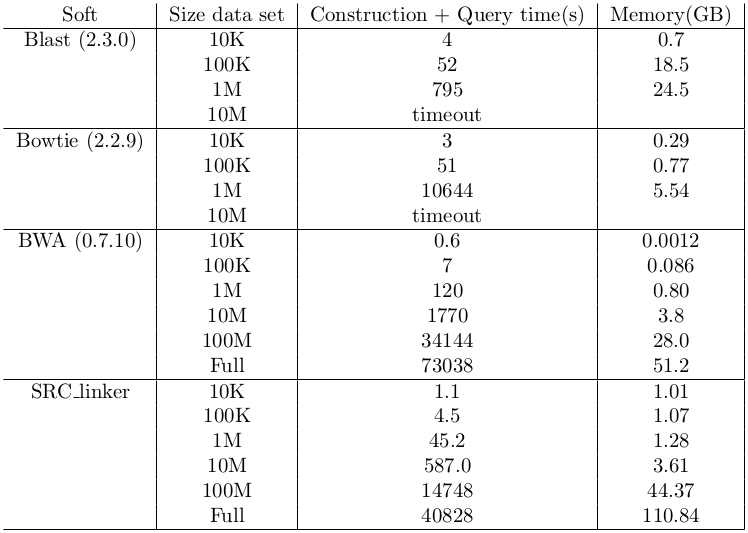 Soft Size data set Construction + Query time(s) Memory(GB)
Blast (2.3.0) 10K 4 0.7
100K 52 18.5
1M 795 24.5
10M timeout
Bowtie (2.2.9) 10K 3 0.29
100K 51 0.77
1M 10644 5.54
10M timeout
BWA (0.7.10) 10K 0.6 0.0012
100K 7 0.086
1M 120 0.80
10M 1770 3.8
100M 34144 28.0
Full 73038 51.2
SRC_linker 10K 1.1 1.01
100K 4.5 1.07
1M 45.2 1.28
10M 587.0 3.61
100M 14748 44.37
Full 40828 110.84